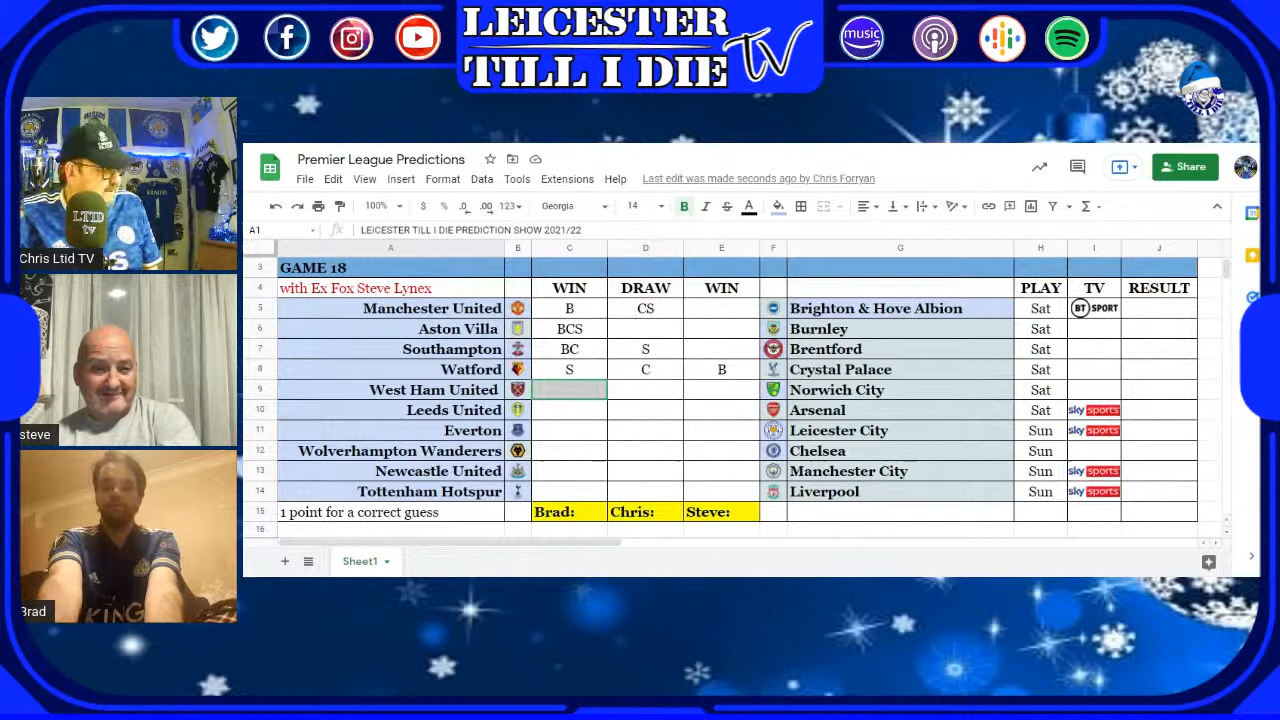 LEICESTER
TILL I DIE TV
music
Premier League Predictions
File Edit View Insert Format Tools Extensions Help Last edit was made seconds ago by Chris Forryan
Share
100% $ % .0 .00 123 Georgia 14 B I S A
A1 fx LEICESTER TILL I DIE PREDICTION SHOW 2021/22
A B C D E F G H I J
3 GAME 18
4 with Ex Fox Steve Lynex WIN DRAW WIN PLAY TV RESULT
5 Manchester United B CS Brighton & Hove Albion Sat BT SPORT
6 Aston Villa BCS Burnley Sat
7 Southampton BC S Brentford Sat
8 Watford S C B Crystal Palace Sat
9 West Ham United Norwich City Sat
10 Leeds United Arsenal Sat sky sports
11 Everton Leicester City Sun sky sports
12 Wolverhampton Wanderers Chelsea Sun
13 Newcastle United Manchester City Sun sky sports
14 Tottenham Hotspur Liverpool Sun sky sports
15 1 point for a correct guess Brad: Chris: Steve:
16
Sheet1
LTID
tv
Chris Ltid TV
steve
KING
Brad